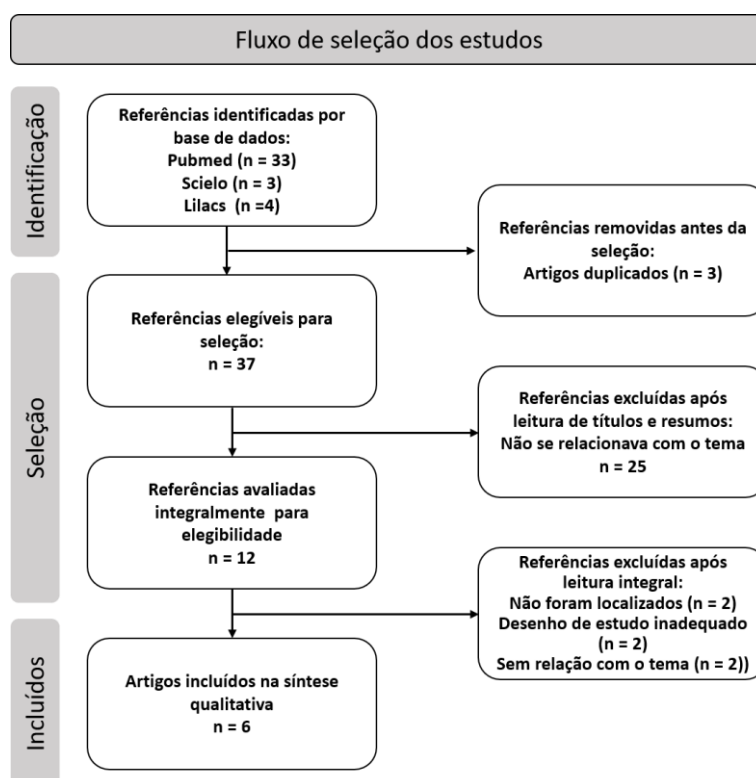 Fluxo de seleção dos estudos
Identificação
Referências identificadas por
base de dados:
Pubmed (n = 33)
Scielo (n = 3)
Lilacs (n =4)
Referências removidas antes da
seleção:
Artigos duplicados (n = 3)
Seleção
Referências elegíveis para
seleção:
n = 37
Referências excluídas após
leitura de títulos e resumos:
Não se relacionava com o tema
n = 25
Referências avaliadas
integralmente para
elegibilidade
n = 12
Referências excluídas após
leitura integral:
Não foram localizados (n = 2)
Desenho de estudo inadequado
(n = 2)
Sem relação com o tema (n = 2))
Incluídos
Artigos incluídos na síntese
qualitativa
n = 6